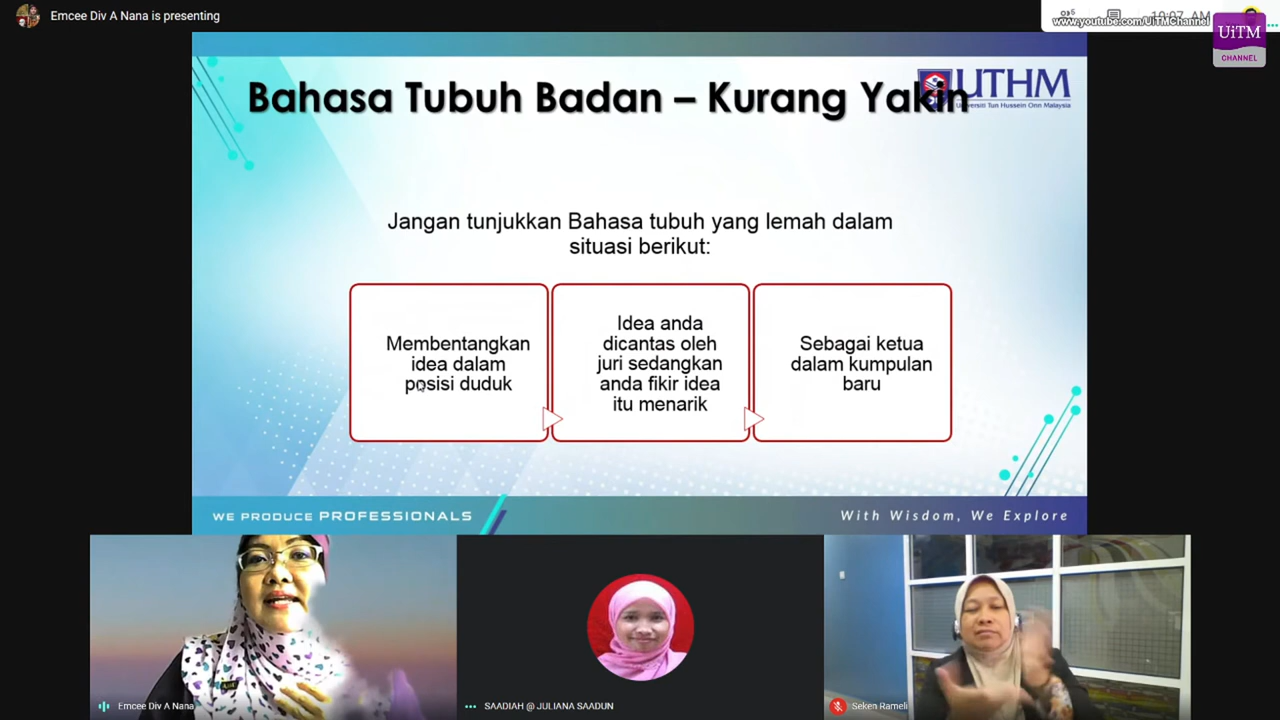 Emcee Div A Nana is presenting
www.youtube.com/UiTMChannel
UiTM
CHANNEL
Bahasa Tubuh Badan – Kurang Yakin
UTHM
Universiti Tun Hussein Onn Malaysia
Jangan tunjukkan Bahasa tubuh yang lemah dalam
situasi berikut:
Membentangkan
idea dalam
posisi duduk
Idea anda
dicantas oleh
juri sedangkan
anda fikir idea
itu menarik
Sebagai ketua
dalam kumpulan
baru
WE PRODUCE PROFESSIONALS
With Wisdom, We Explore
Emcee Div A Nana
SAADIAH @ JULIANA SAADUN
Seken Rameli